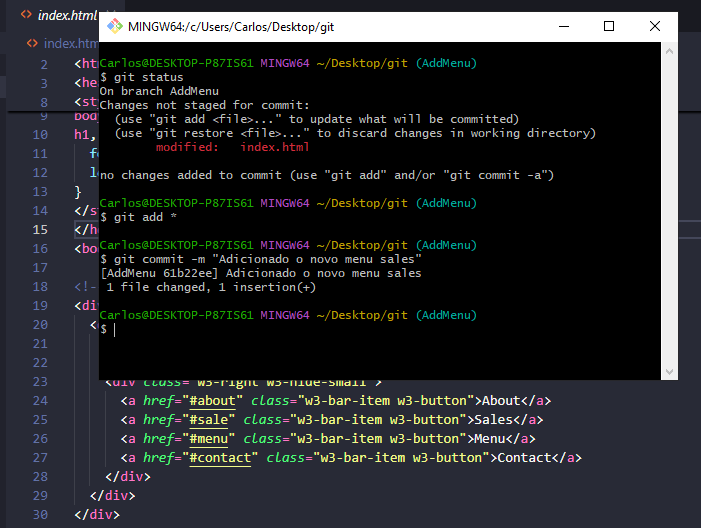 index.html
MINGW64:/c/Users/Carlos/Desktop/git
index.htm
Carlos@DESKTOP-P87IS61 MINGW64 ~/Desktop/git (AddMenu)
$ git status
On branch AddMenu
Changes not staged for commit:
(use "git add <file>..." to update what will be committed)
(use "git restore <file>..." to discard changes in working directory)
modified: index.html
no changes added to commit (use "git add" and/or "git commit -a")
Carlos@DESKTOP-P87IS61 MINGW64 ~/Desktop/git (AddMenu)
$ git add *
Carlos@DESKTOP-P87IS61 MINGW64 ~/Desktop/git (AddMenu)
$ git commit -m "Adicionado o novo menu sales"
[AddMenu 61b22ee] Adicionado o novo menu sales
1 file changed, 1 insertion(+)
Carlos@DESKTOP-P87IS61 MINGW64 ~/Desktop/git (AddMenu)
$
2 <ht
3 <he
8 <st
9 bod
10 h1,
11 fo
12 le
13 }
14 </s
15 </h
16 <bo
18 <!-
19 <di
20 <
21
22
23 <div class="w3-right w3-hide-small">
24 <a href="#about" class="w3-bar-item w3-button">About</a>
25 <a href="#sale" class="w3-bar-item w3-button">Sales</a>
26 <a href="#menu" class="w3-bar-item w3-button">Menu</a>
27 <a href="#contact" class="w3-bar-item w3-button">Contact</a>
28 </div>
29 </div>
30 </div>